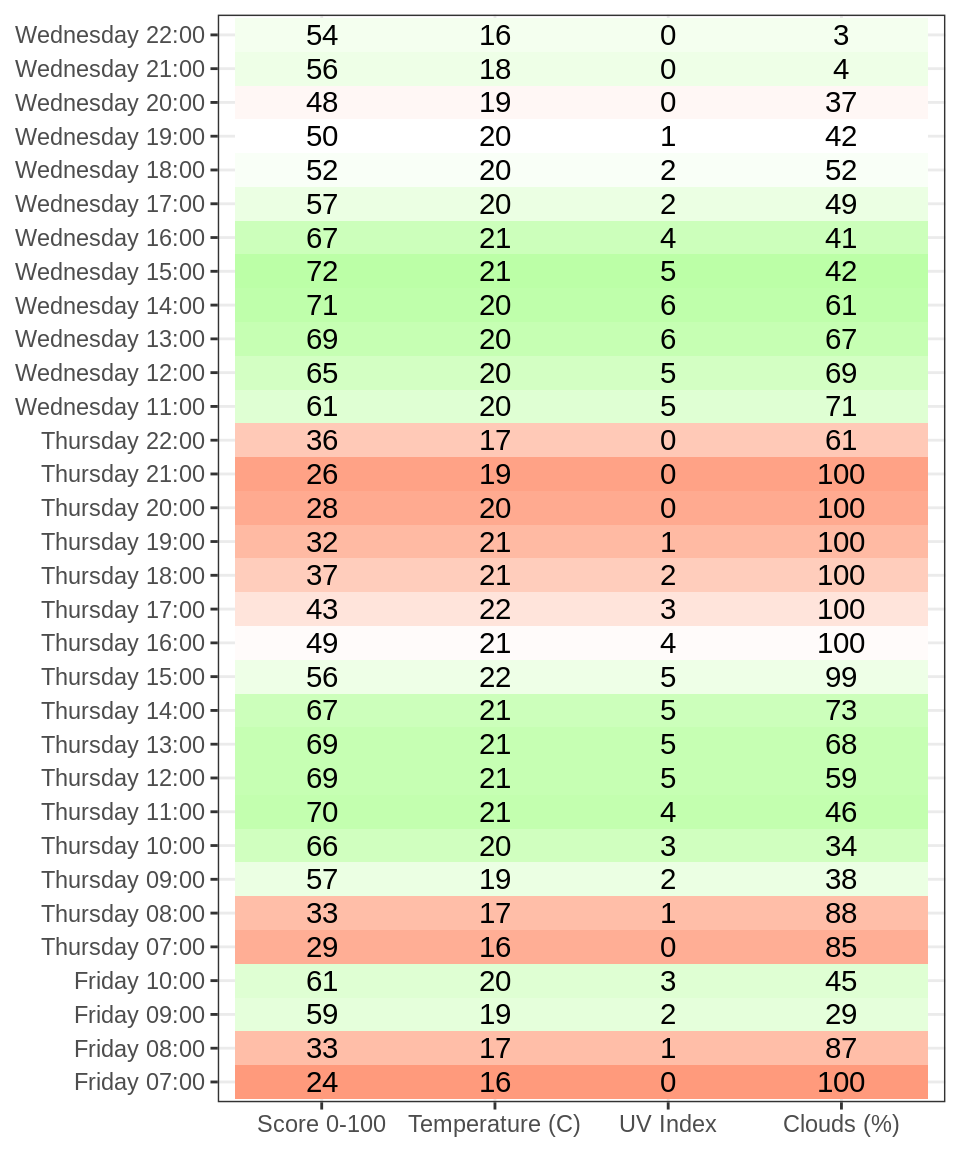 Wednesday 22:00 54 16 0 3
Wednesday 21:00 56 18 0 4
Wednesday 20:00 48 19 0 37
Wednesday 19:00 50 20 1 42
Wednesday 18:00 52 20 2 52
Wednesday 17:00 57 20 2 49
Wednesday 16:00 67 21 4 41
Wednesday 15:00 72 21 5 42
Wednesday 14:00 71 20 6 61
Wednesday 13:00 69 20 6 67
Wednesday 12:00 65 20 5 69
Wednesday 11:00 61 20 5 71
Thursday 22:00 36 17 0 61
Thursday 21:00 26 19 0 100
Thursday 20:00 28 20 0 100
Thursday 19:00 32 21 1 100
Thursday 18:00 37 21 2 100
Thursday 17:00 43 22 3 100
Thursday 16:00 49 21 4 100
Thursday 15:00 56 22 5 99
Thursday 14:00 67 21 5 73
Thursday 13:00 69 21 5 68
Thursday 12:00 69 21 5 59
Thursday 11:00 70 21 4 46
Thursday 10:00 66 20 3 34
Thursday 09:00 57 19 2 38
Thursday 08:00 33 17 1 88
Thursday 07:00 29 16 0 85
Friday 10:00 61 20 3 45
Friday 09:00 59 19 2 29
Friday 08:00 33 17 1 87
Friday 07:00 24 16 0 100
Score 0-100 Temperature (C) UV Index Clouds (%)